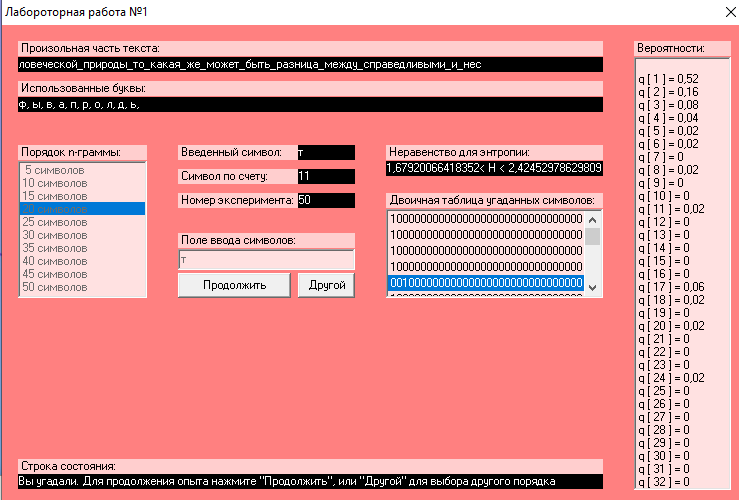 Лабороторная работа №1
Произольная часть текста:
ловеческой_природы_то_какая_же_может_быть_разница_между_справедливыми_и_нес
Использованные буквы:
ф, ы, в, а, п, р, о, л, д, ь,
Порядок n-граммы:
5 символов
10 символов
15 символов
20 символов
25 символов
30 символов
35 символов
40 символов
45 символов
50 символов
Введенный символ: т
Символ по счету: 11
Номер эксперимента: 50
Поле ввода символов:
т
Продолжить Другой
Неравенство для энтропии:
1,67920066418352< H < 2,42452978629809
Двоичная таблица угаданных символов:
10000000000000000000000000000000
10000000000000000000000000000000
10000000000000000000000000000000
10000000000000000000000000000000
00100000000000000000000000000000
Вероятности:
q [ 1 ] = 0,52
q [ 2 ] = 0,16
q [ 3 ] = 0,08
q [ 4 ] = 0,04
q [ 5 ] = 0,02
q [ 6 ] = 0,02
q [ 7 ] = 0
q [ 8 ] = 0,02
q [ 9 ] = 0
q [ 10 ] = 0
q [ 11 ] = 0,02
q [ 12 ] = 0
q [ 13 ] = 0
q [ 14 ] = 0
q [ 15 ] = 0
q [ 16 ] = 0
q [ 17 ] = 0,06
q [ 18 ] = 0,02
q [ 19 ] = 0
q [ 20 ] = 0,02
q [ 21 ] = 0
q [ 22 ] = 0
q [ 23 ] = 0
q [ 24 ] = 0,02
q [ 25 ] = 0
q [ 26 ] = 0
q [ 27 ] = 0
q [ 28 ] = 0
q [ 29 ] = 0
q [ 30 ] = 0
q [ 31 ] = 0
q [ 32 ] = 0
Строка состояния:
Вы угадали. Для продолжения опыта нажмите "Продолжить", или "Другой" для выбора другого порядка